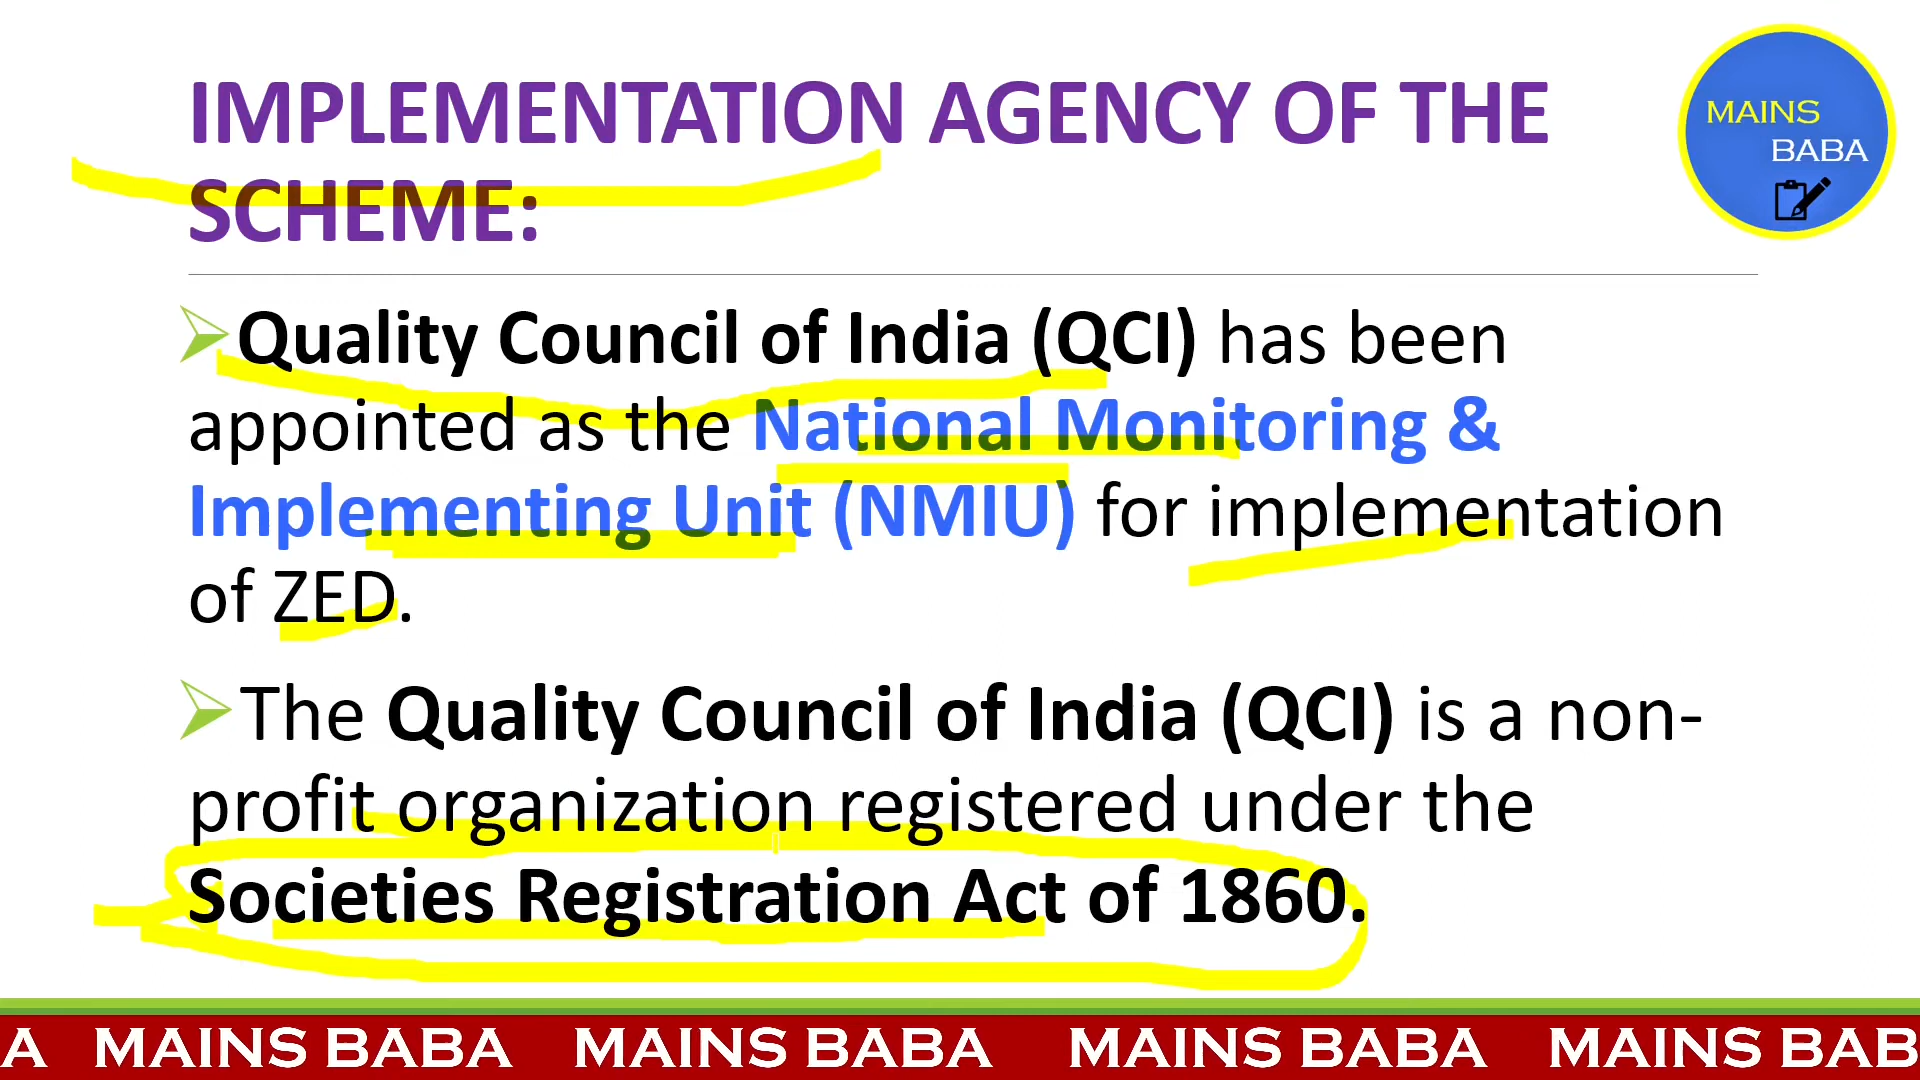 IMPLEMENTATION AGENCY OF THE
SCHEME:
MAINS
BABA
Quality Council of India (QCI) has been
appointed as the National Monitoring &
Implementing Unit (NMIU) for implementation
of ZED.
The Quality Council of India (QCI) is a non-
profit organization registered under the
Societies Registration Act of 1860.
A MAINS BABA MAINS BABA MAINS BABA MAINS BAB